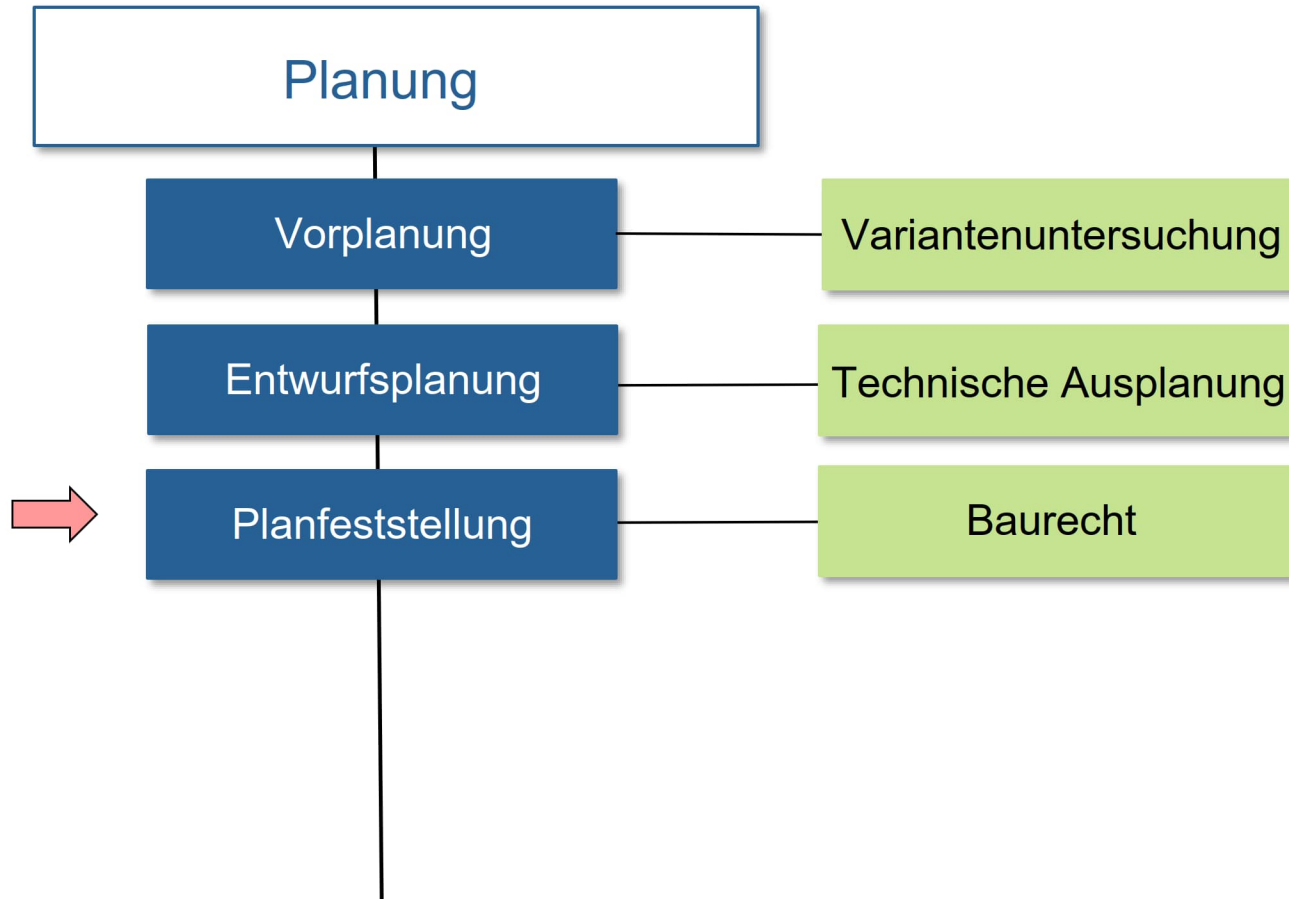 Planung
Vorplanung
Variantenuntersuchung
Entwurfsplanung
Technische Ausplanung
Planfeststellung
Baurecht